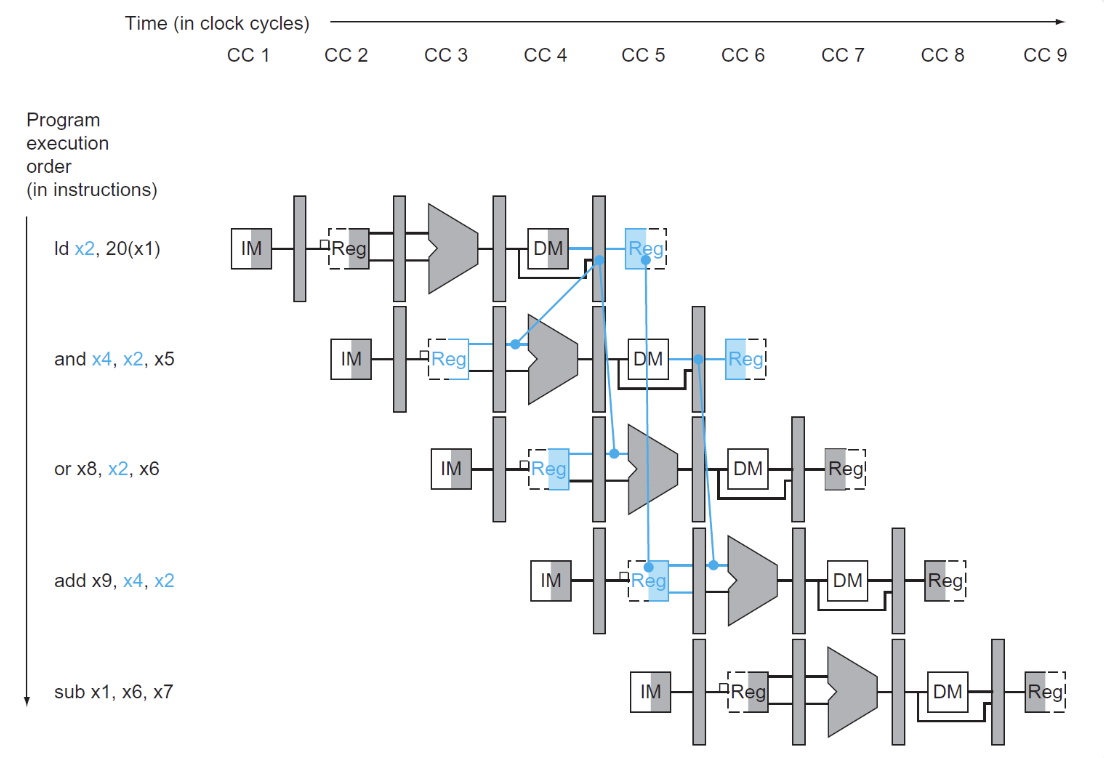 Time (in clock cycles)
CC 1 CC 2 CC 3 CC 4 CC 5 CC 6 CC 7 CC 8 CC 9
Program
execution
order
(in instructions)
ld x2, 20(x1) IM Reg DM Reg
and x4, x2, x5 IM Reg DM Reg
or x8, x2, x6 IM Reg DM Reg
add x9, x4, x2 IM Reg DM Reg
sub x1, x6, x7 IM Reg DM Reg